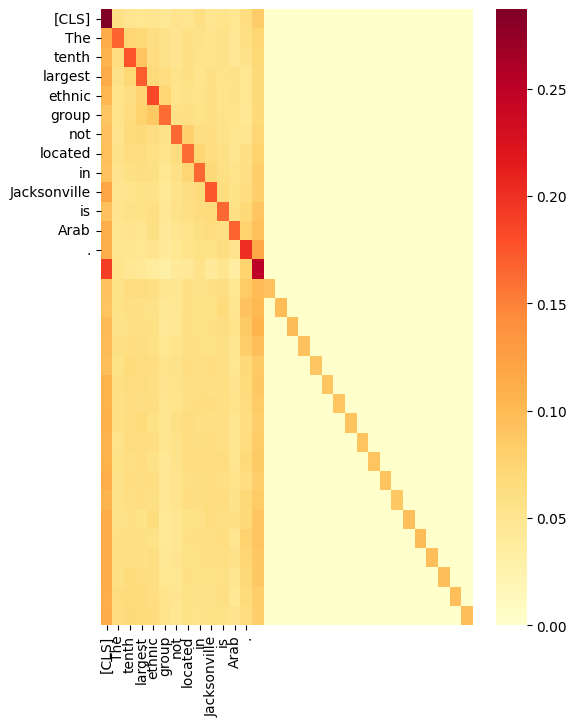 [CLS]
The
tenth
largest
ethnic
group
not
located
in
Jacksonville
is
Arab
.
0.25
0.20
0.15
0.10
0.05
0.00
[CLS]
The
tenth
largest
ethnic
group
not
located
in
Jacksonville
is
Arab
.